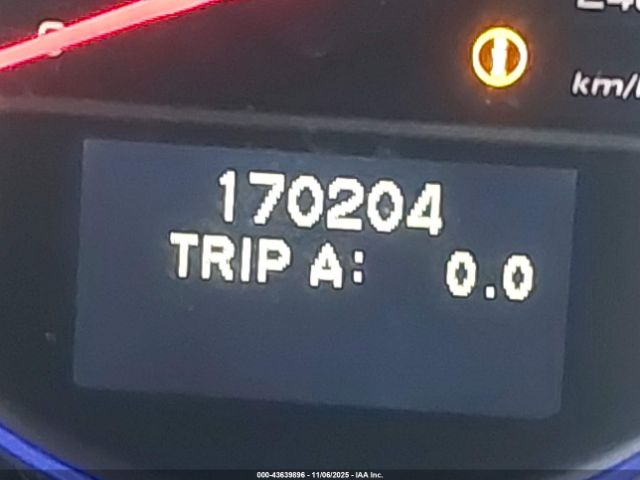 km/h
170204
TRIP A: 0.0
000-43639896 - 11/06/2025 - IAA Inc.